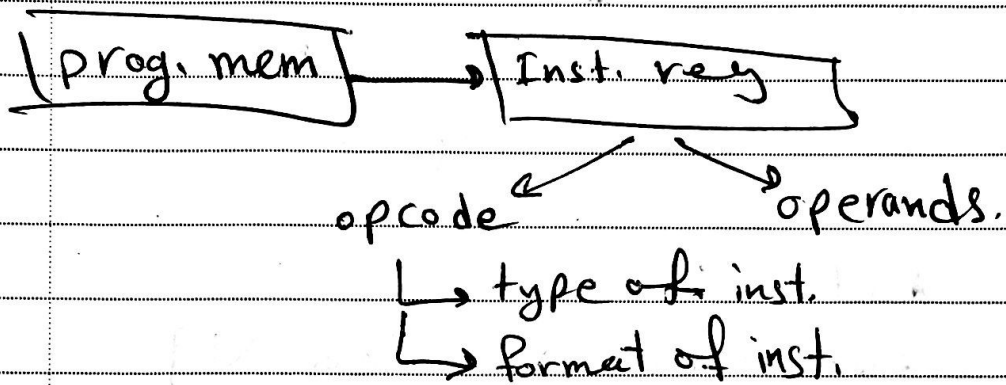 prog. mem Inst. reg
opcode operands.
type of inst.
format of inst.